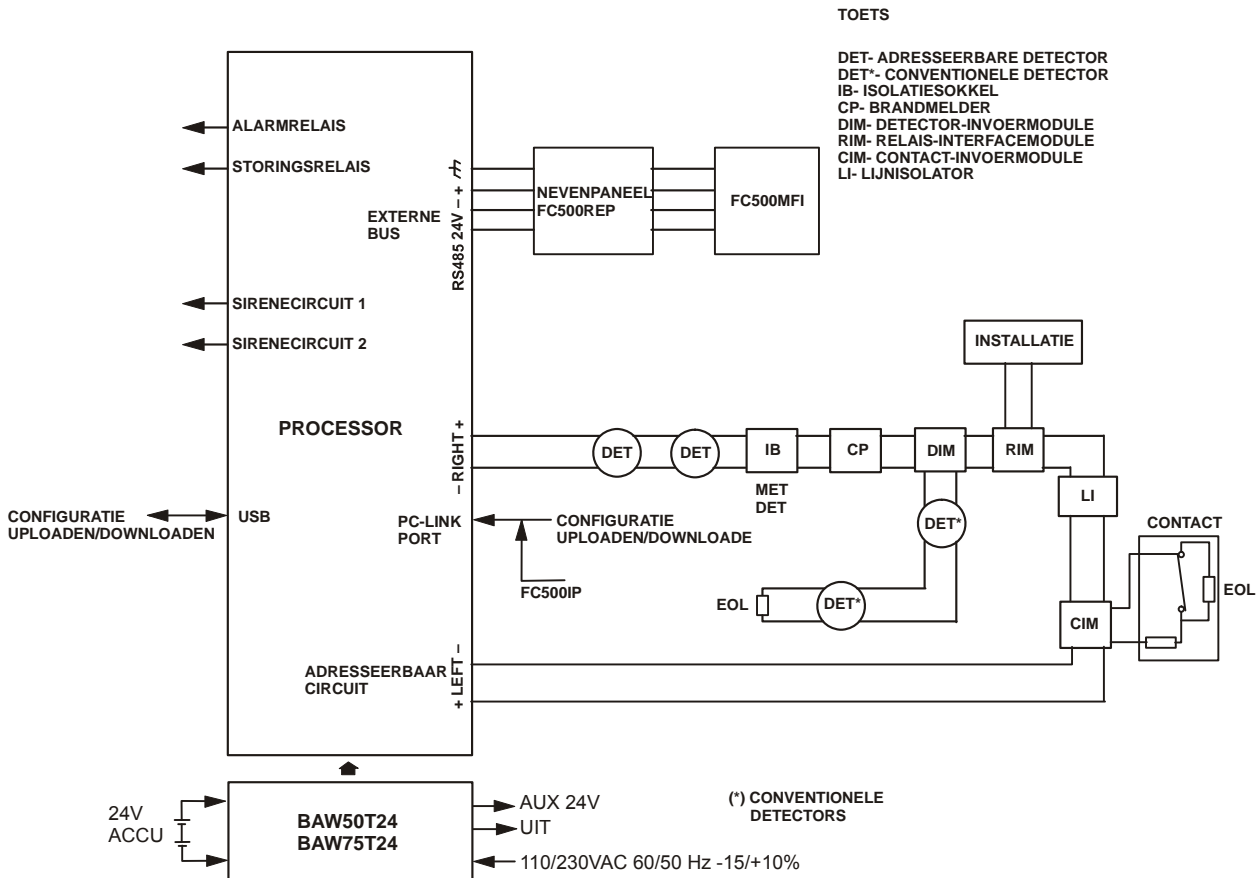 TOETS
DET- ADRESSEERBARE DETECTOR
DET*- CONVENTIONELE DETECTOR
IB- ISOLATIESOKKEL
CP- BRANDMELDER
DIM- DETECTOR-INVOERMODULE
RIM- RELAIS-INTERFACEMODULE
CIM- CONTACT-INVOERMODULE
LI- LIJNISOLATOR
ALARMRELAIS
STORINGSRELAIS
EXTERNE
BUS
RS485 24V – +
NEVENPANEEL
FC500REP
FC500MFI
SIRENECIRCUIT 1
SIRENECIRCUIT 2
INSTALLATIE
PROCESSOR
– RIGHT +
DET
DET
IB
CP
DIM
RIM
MET
DET
LI
CONFIGURATIE
UPLOADEN/DOWNLOADEN
USB
PC-LINK
PORT
CONFIGURATIE
UPLOADEN/DOWNLOADE
FC500IP
DET*
CONTACT
EOL
DET*
EOL
CIM
ADRESSEERBAAR
CIRCUIT
+ LEFT –
24V
ACCU
BAW50T24
BAW75T24
AUX 24V
UIT
110/230VAC 60/50 Hz -15/+10%
(*) CONVENTIONELE
DETECTORS